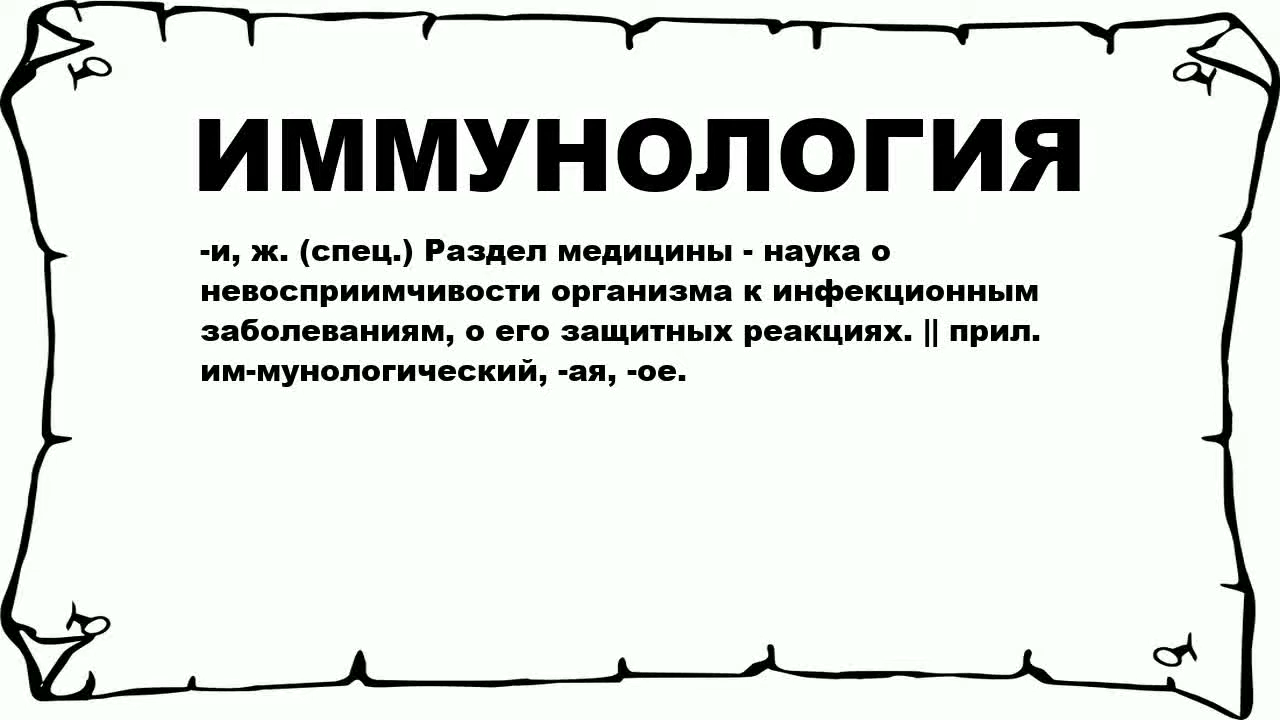 ИММУНОЛОГИЯ
-и, ж. (спец.) Раздел медицины - наука о
невосприимчивости организма к инфекционным
заболеваниям, о его защитных реакциях. || прил.
им-мунологический, -ая, -ое.